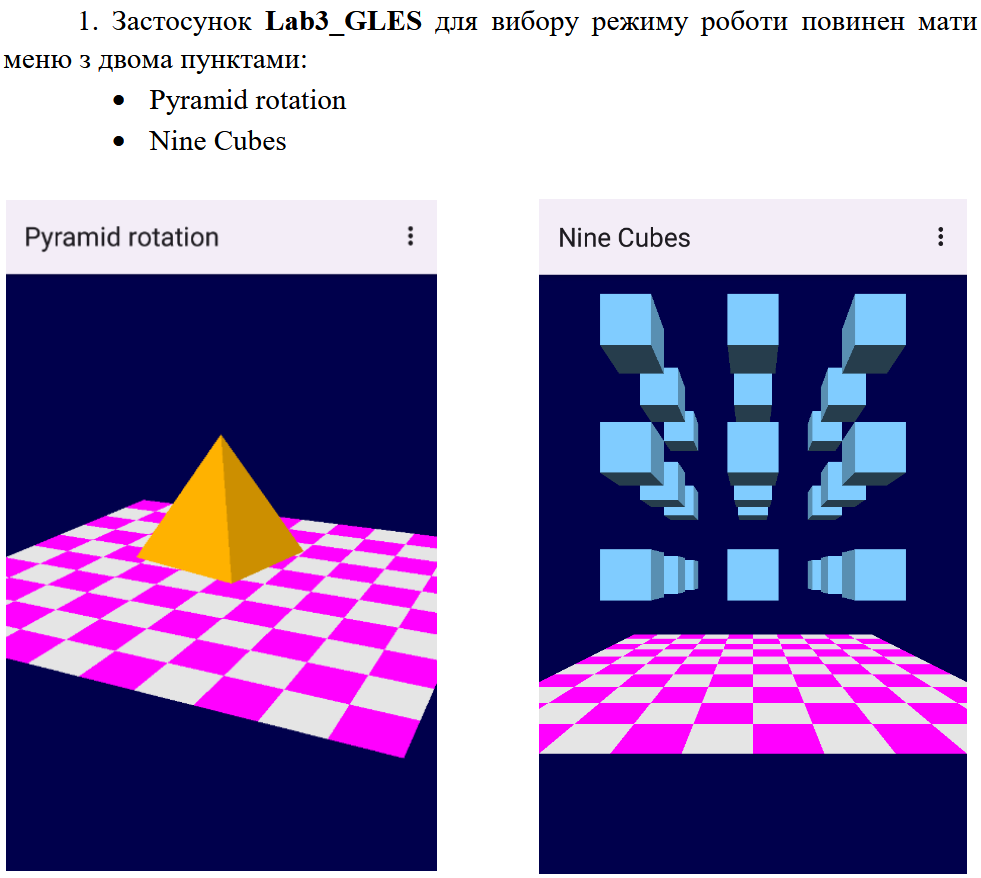 1. Застосунок Lab3_GLES для вибору режиму роботи повинен мати
меню з двома пунктами:
• Pyramid rotation
• Nine Cubes
Pyramid rotation
Nine Cubes